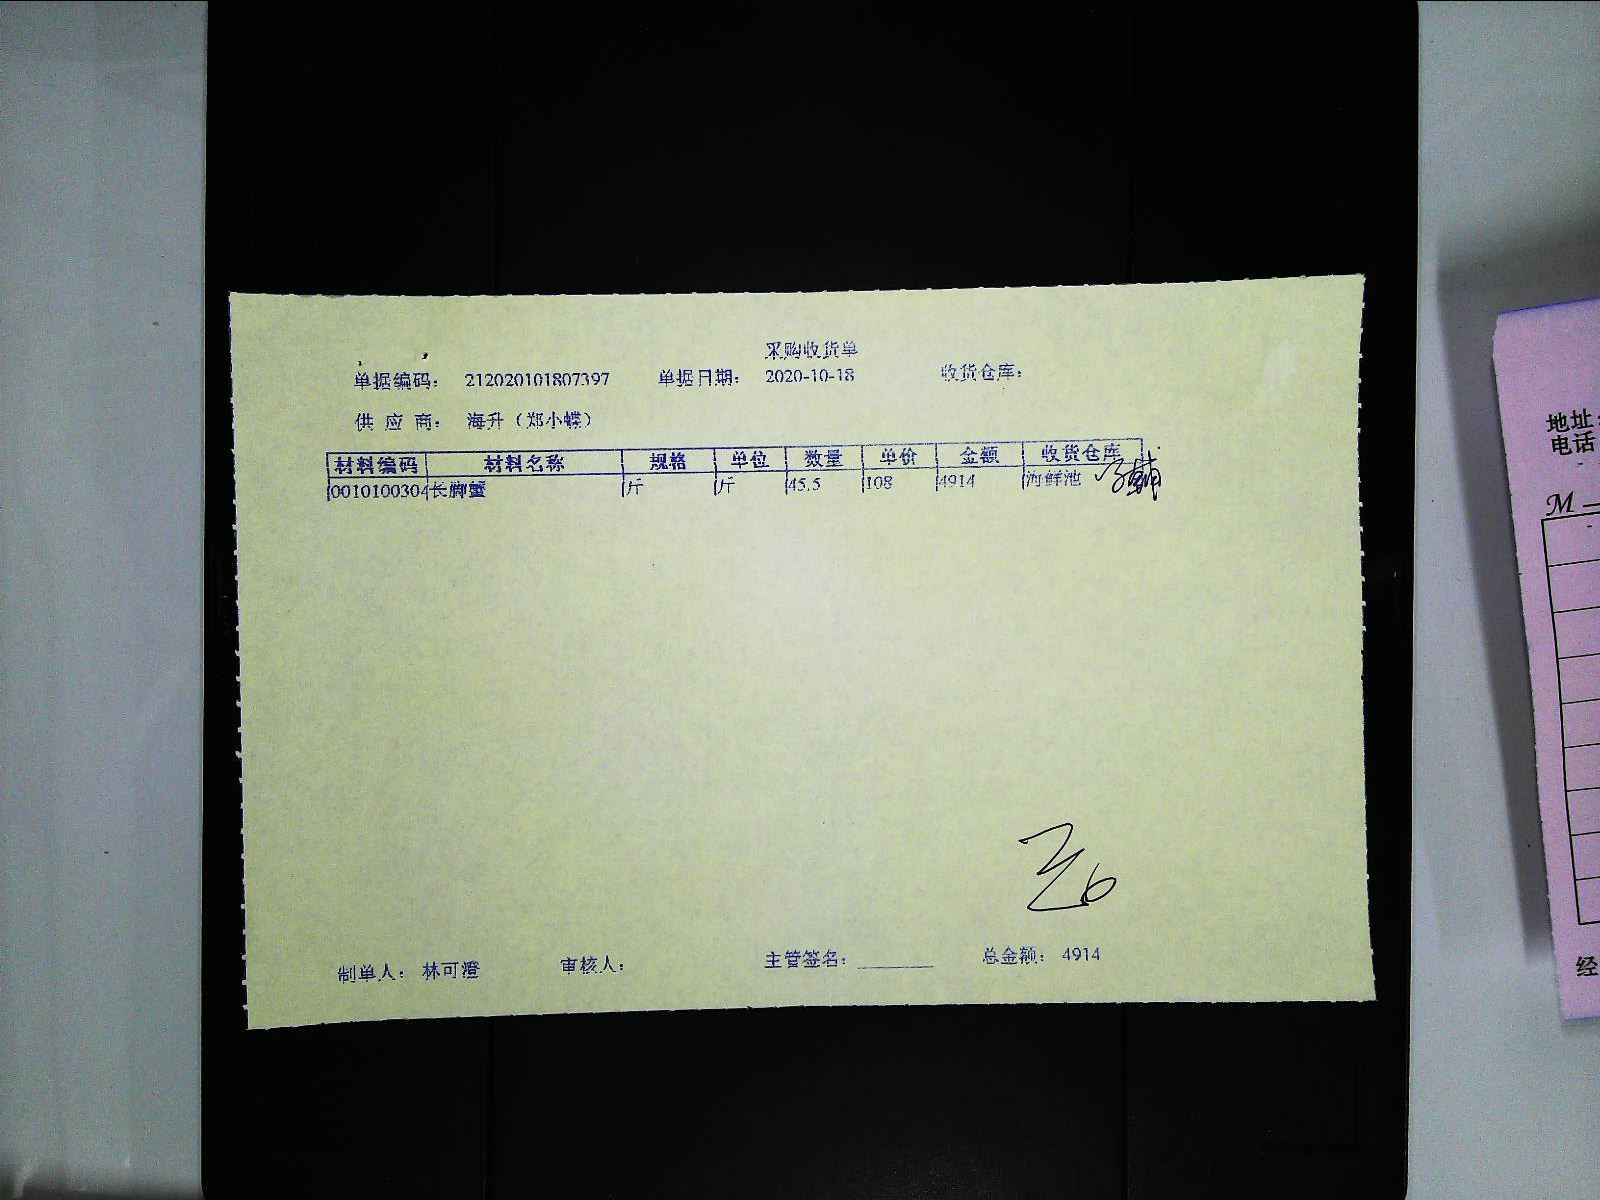 采购收货单
单据编码： 212020101807397 单据日期： 2020-10-18 收货仓库：
供 应 商： 海升（郑小蝶）
材料编码 材料名称 规格 单位 数量 单价 金额 收货仓库
0010100304 长脚蟹 斤 斤 45.5 108 4914 海鲜池
制单人： 林可澄 审核人： 主管签名： 总金额： 4914
地址：
电话
M
经